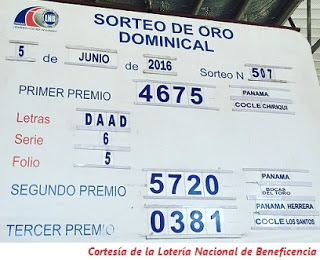 LNB
SORTEO DE ORO
DOMINICAL
5 de JUNIO de 2016 Sorteo N 507
PRIMER PREMIO 4675 PANAMA
COCLE CHIRIQUI
Letras DAAD
Serie 6
Folio 5
SEGUNDO PREMIO 5720 PANAMA
BOCAS DEL TORO
TERCER PREMIO 0381 PANAMA HERRERA
COCLE LOS SANTOS
Cortesía de la Lotería Nacional de Beneficencia